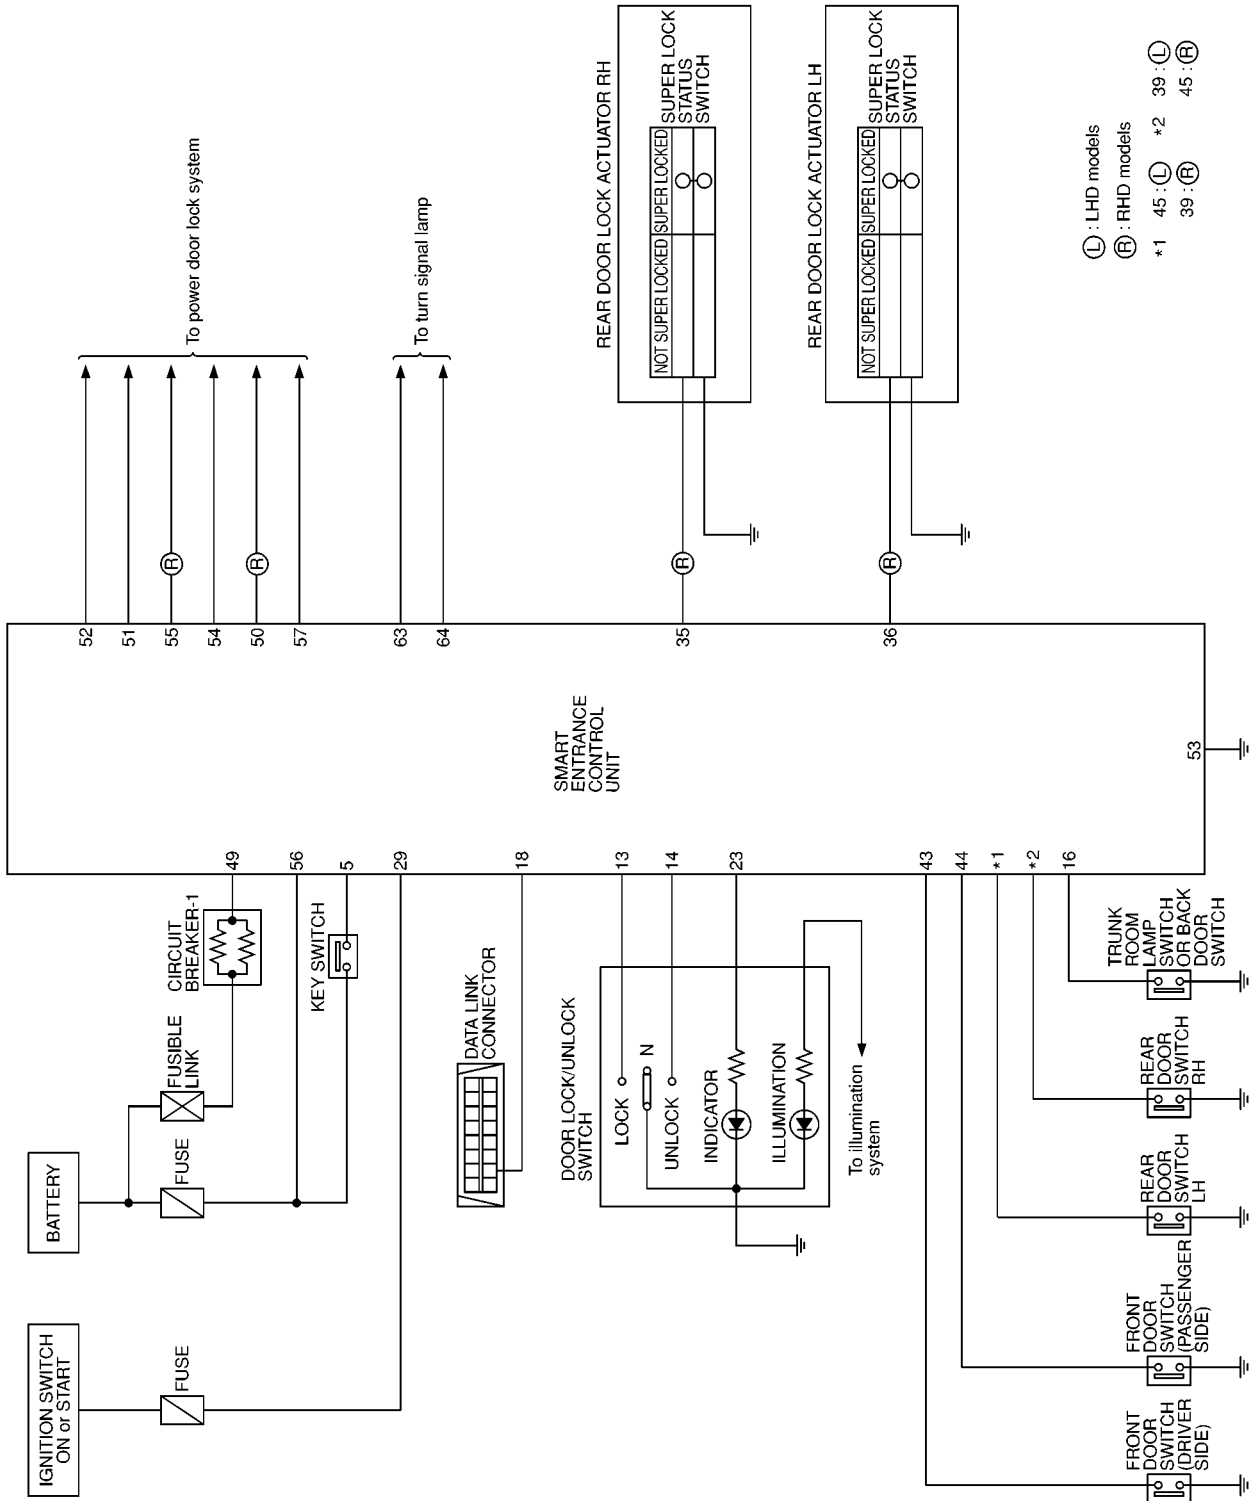 IGNITION SWITCH
ON or START
FUSE
BATTERY
FUSE
FUSIBLE
LINK
CIRCUIT
BREAKER-1
KEY SWITCH
DATA LINK
CONNECTOR
DOOR LOCK/UNLOCK
SWITCH
LOCK
N
UNLOCK
INDICATOR
ILLUMINATION
To illumination
system
FRONT
DOOR
SWITCH
(DRIVER
SIDE)
FRONT
DOOR
SWITCH
(PASSENGER
SIDE)
REAR
DOOR
SWITCH
LH
REAR
DOOR
SWITCH
RH
TRUNK
ROOM
LAMP
SWITCH
OR BACK
DOOR
SWITCH
49
56
5
29
18
13
14
23
43
44
*1
*2
16
SMART
ENTRANCE
CONTROL
UNIT
53
52
51
55
54
50
57
63
64
35
36
R
R
R
R
To power door lock system
To turn signal lamp
REAR DOOR LOCK ACTUATOR RH
NOT SUPER LOCKED SUPER LOCKED
SUPER LOCK
STATUS
SWITCH
REAR DOOR LOCK ACTUATOR LH
NOT SUPER LOCKED SUPER LOCKED
SUPER LOCK
STATUS
SWITCH
L : LHD models
R : RHD models
*1 45 : L *2 39 : L
39 : R 45 : R